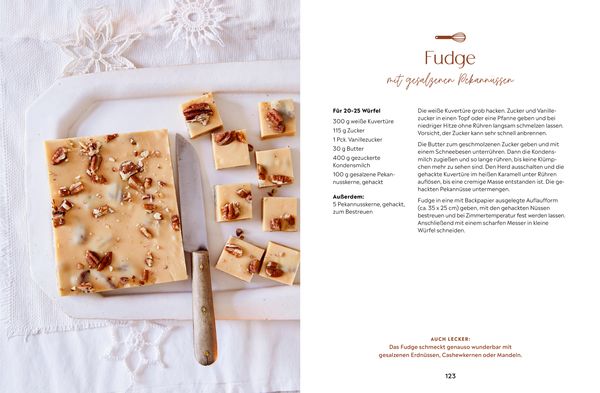 Fudge
mit gesalzenen Pekannüssen
Für 20–25 Würfel
300 g weiße Kuvertüre
115 g Zucker
1 Pck. Vanillezucker
30 g Butter
400 g gezuckerte
Kondensmilch
100 g gesalzene Pekan-
nusskerne, gehackt
Außerdem:
5 Pekannusskerne, gehackt,
zum Bestreuen
Die weiße Kuvertüre grob hacken. Zucker und Vanille-
zucker in einen Topf oder eine Pfanne geben und bei
niedriger Hitze ohne Rühren langsam schmelzen lassen.
Vorsicht, der Zucker kann sehr schnell anbrennen.
Die Butter zum geschmolzenen Zucker geben und mit
einem Schneebesen unterrühren. Dann die Kondens-
milch zugießen und so lange rühren, bis keine Klümp-
chen mehr zu sehen sind. Den Herd ausschalten und die
gehackte Kuvertüre im heißen Karamell unter Rühren
auflösen, bis eine cremige Masse entstanden ist. Die ge-
hackten Pekannüsse untermengen.
Fudge in eine mit Backpapier ausgelegte Auflaufform
(ca. 35 x 25 cm) geben, mit den gehackten Nüssen
bestreuen und bei Zimmertemperatur fest werden lassen.
Anschließend mit einem scharfen Messer in kleine
Würfel schneiden.
AUCH LECKER:
Das Fudge schmeckt genauso wunderbar mit
gesalzenen Erdnüssen, Cashewkernen oder Mandeln.
123